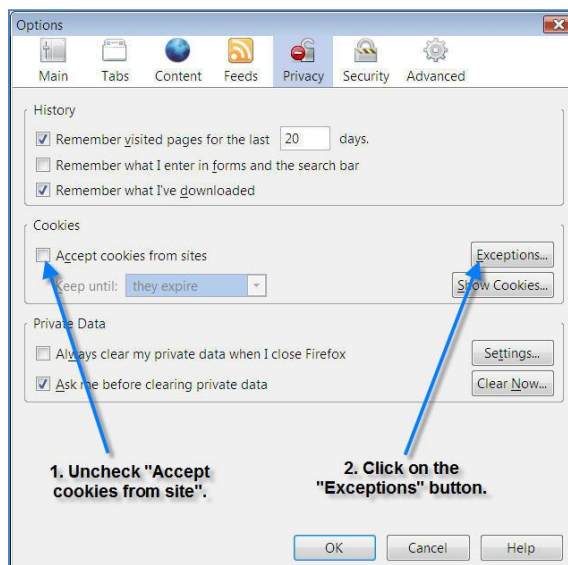 Options
Main Tabs Content Feeds Privacy Security Advanced
History
Remember visited pages for the last 20 days.
Remember what I enter in forms and the search bar
Remember what I've downloaded
Cookies
Accept cookies from sites Exceptions...
Keep until: they expire Show Cookies...
Private Data
Always clear my private data when I close Firefox Settings...
Ask me before clearing private data Clear Now...
1. Uncheck "Accept
cookies from site".
2. Click on the
"Exceptions" button.
OK Cancel Help